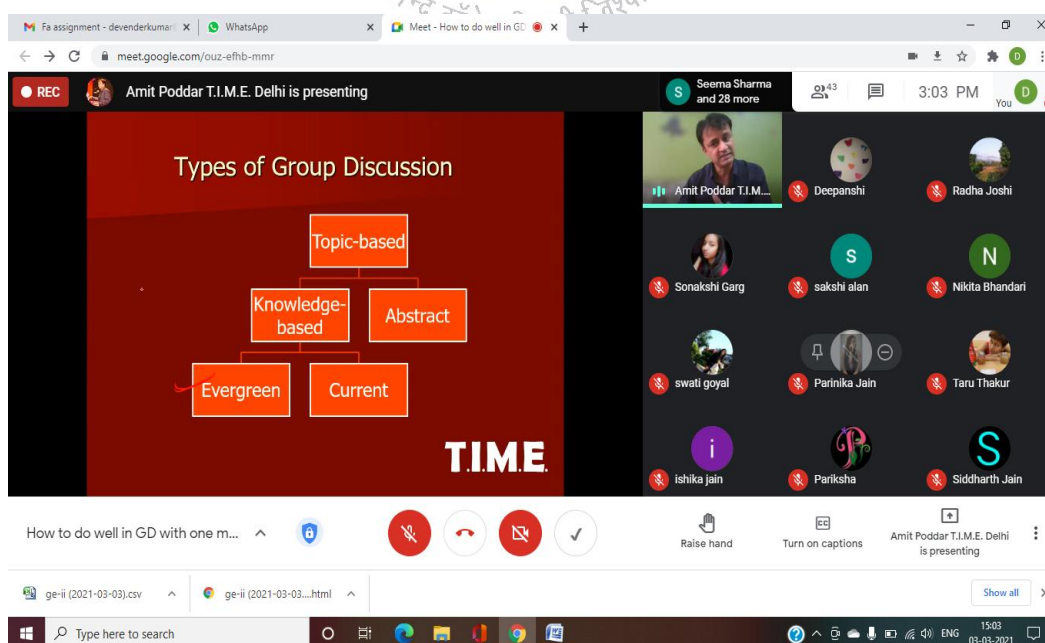 Fa assignment - devenderkumar
WhatsApp
Meet - How to do well in GD
meet.google.com/ouz-efhb-mmr
D
REC
Amit Poddar T.I.M.E. Delhi is presenting
S
Seema Sharma
and 28 more
43
3:03 PM
You
D
Types of Group Discussion
Topic-based
Knowledge-
based
Abstract
Evergreen
Current
T.I.M.E.
Amit Poddar T.I.M....
Deepanshi
Radha Joshi
Sonakshi Garg
S
sakshi alan
N
Nikita Bhandari
swati goyal
Parinika Jain
Taru Thakur
i
ishika jain
Pariksha
S
Siddharth Jain
How to do well in GD with one m...
Raise hand
CC
Turn on captions
Amit Poddar T.I.M.E. Delhi
is presenting
ge-ii (2021-03-03).csv
ge-ii (2021-03-03....html
Show all
Type here to search
ENG
15:03
03-03-2021